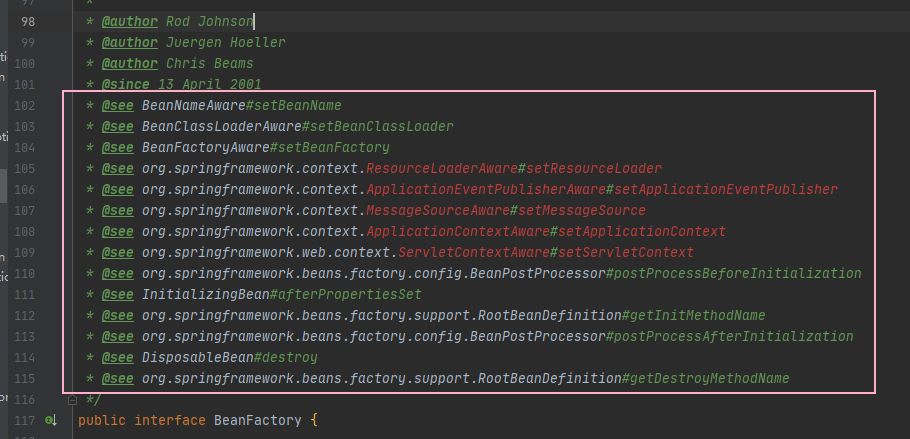 97 *
98 * @author Rod Johnson
99 * @author Juergen Hoeller
100 * @author Chris Beams
101 * @since 13 April 2001
102 * @see BeanNameAware#setBeanName
103 * @see BeanClassLoaderAware#setBeanClassLoader
104 * @see BeanFactoryAware#setBeanFactory
105 * @see org.springframework.context.ResourceLoaderAware#setResourceLoader
106 * @see org.springframework.context.ApplicationEventPublisherAware#setApplicationEventPublisher
107 * @see org.springframework.context.MessageSourceAware#setMessageSource
108 * @see org.springframework.context.ApplicationContextAware#setApplicationContext
109 * @see org.springframework.web.context.ServletContextAware#setServletContext
110 * @see org.springframework.beans.factory.config.BeanPostProcessor#postProcessBeforeInitialization
111 * @see InitializingBean#afterPropertiesSet
112 * @see org.springframework.beans.factory.support.RootBeanDefinition#getInitMethodName
113 * @see org.springframework.beans.factory.config.BeanPostProcessor#postProcessAfterInitialization
114 * @see DisposableBean#destroy
115 * @see org.springframework.beans.factory.support.RootBeanDefinition#getDestroyMethodName
116 */
117 public interface BeanFactory {